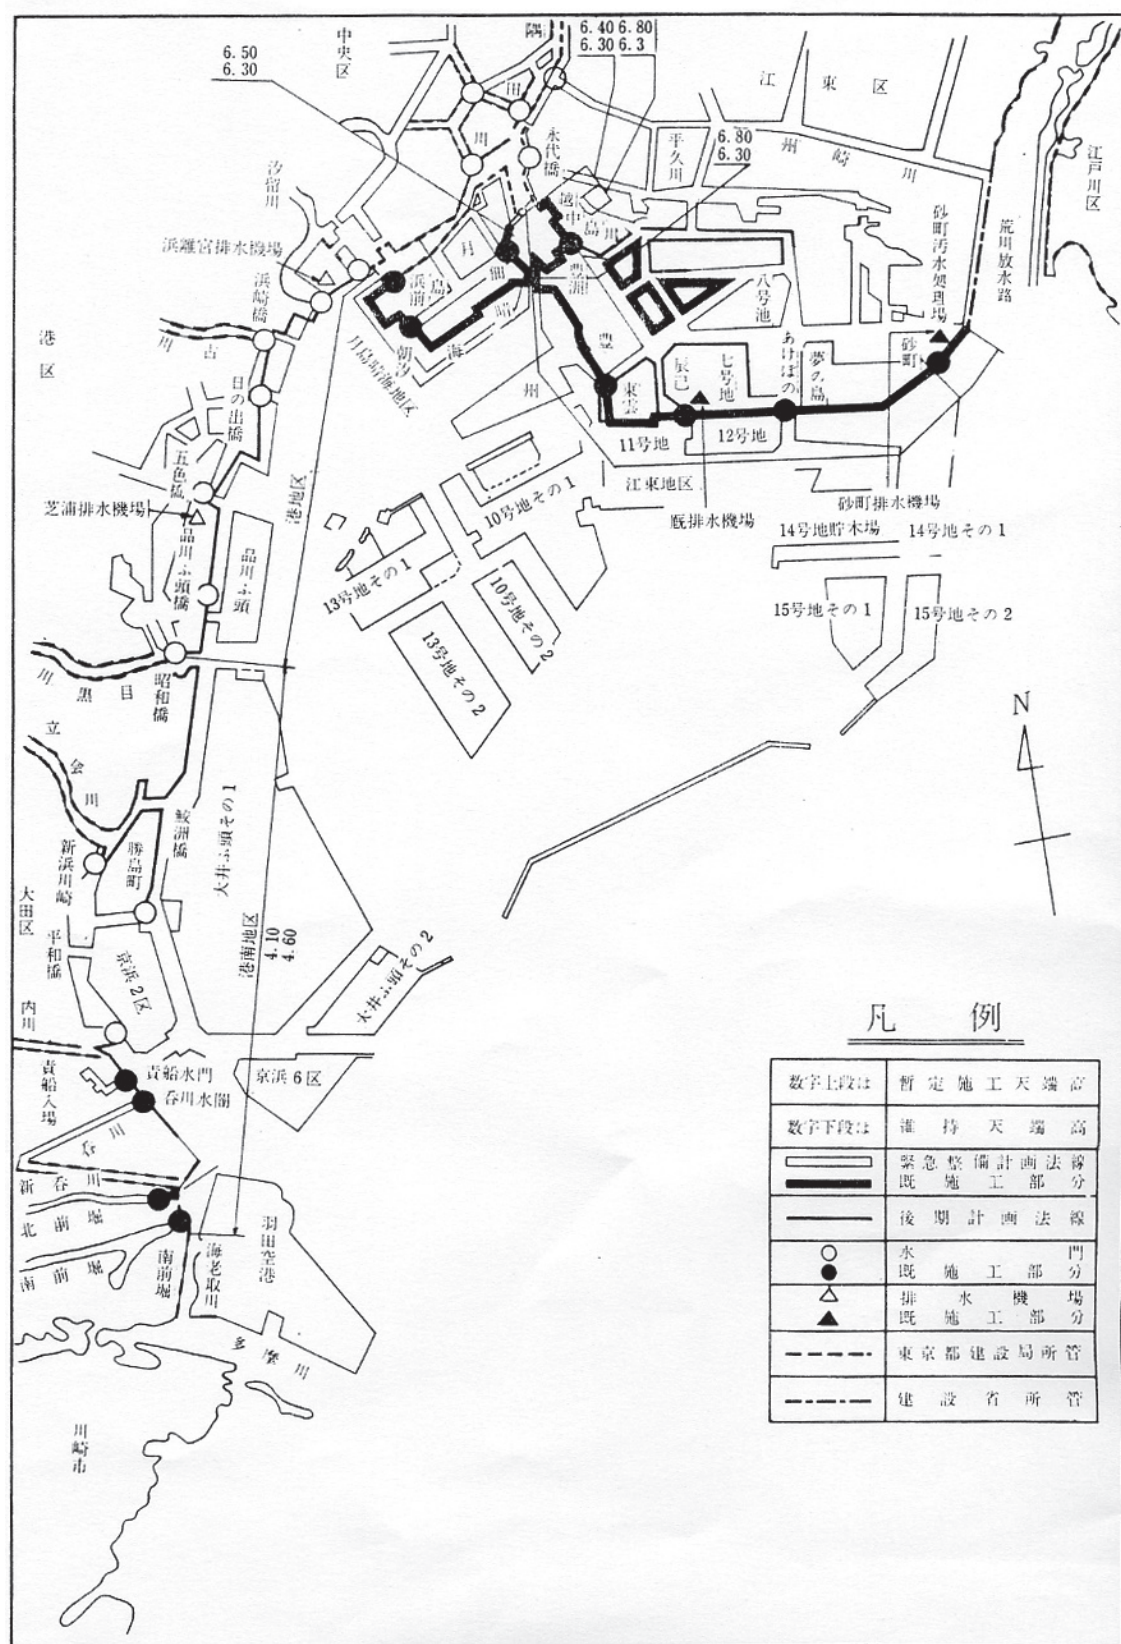 中央区
隅
田
川
6.50
6.30
6.40 6.80
6.30 6.3
江東区
6.80
6.30
永代橋
平久川
州崎川
江戸川区
荒川放水路
砂町汚水処理場
汐留川
浜離宮排水機場
浜崎橋
古川
港区
日の出橋
五色橋
芝浦排水機場
品川ふ頭橋
品川ふ頭
港地区
月島
浜前
朝汐
月島晴海地区
越中島川
豊洲
八号池
東雲
辰己
七号地
あけぼの
夢の島
砂町
11号地
12号地
江東地区
厩排水機場
砂町排水機場
10号地その1
10号地その2
13号地その1
13号地その2
14号地貯木場
14号地その1
15号地その1
15号地その2
N
目黒川
昭和橋
立会川
鮫洲橋
勝島町
新浜川崎
大田区
平和橋
京浜2区
大井ふ頭その1
港南地区
4.10
4.60
大井ふ頭その2
内川
貴船水門
貴船入場
呑川水閘
京浜6区
呑川
新呑川
北前堀
南前堀
南前堀
海老取川
羽田空港
多摩川
川崎市
凡例
数字上段は 暫定施工天端高
数字下段は 維持天端高
緊急整備計画法線
既施工部分
後期計画法線
水門
既施工部分
排水機場
既施工部分
東京都建設局所管
建設省所管